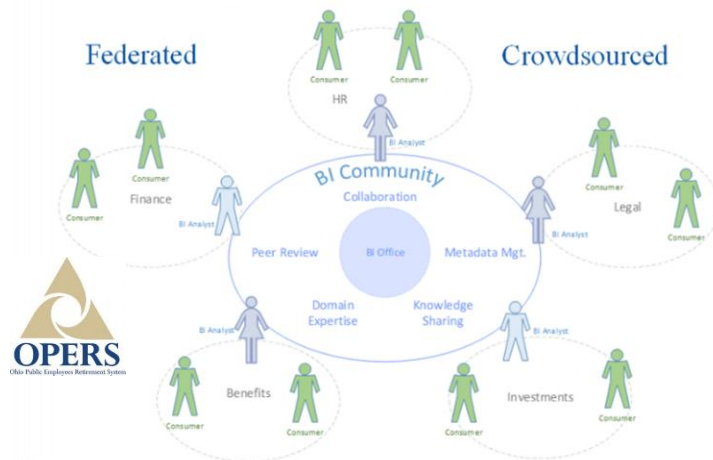 Federated
Crowdsourced
Consumer
Consumer
HR
BI Analyst
Consumer
Consumer
Finance
BI Analyst
Consumer
Consumer
Legal
BI Analyst
BI Community
Collaboration
Peer Review
BI Office
Metadata Mgt.
Domain
Expertise
Knowledge
Sharing
BI Analyst
Benefits
Consumer
Consumer
BI Analyst
Investments
Consumer
Consumer
OPERS
Ohio Public Employees Retirement System